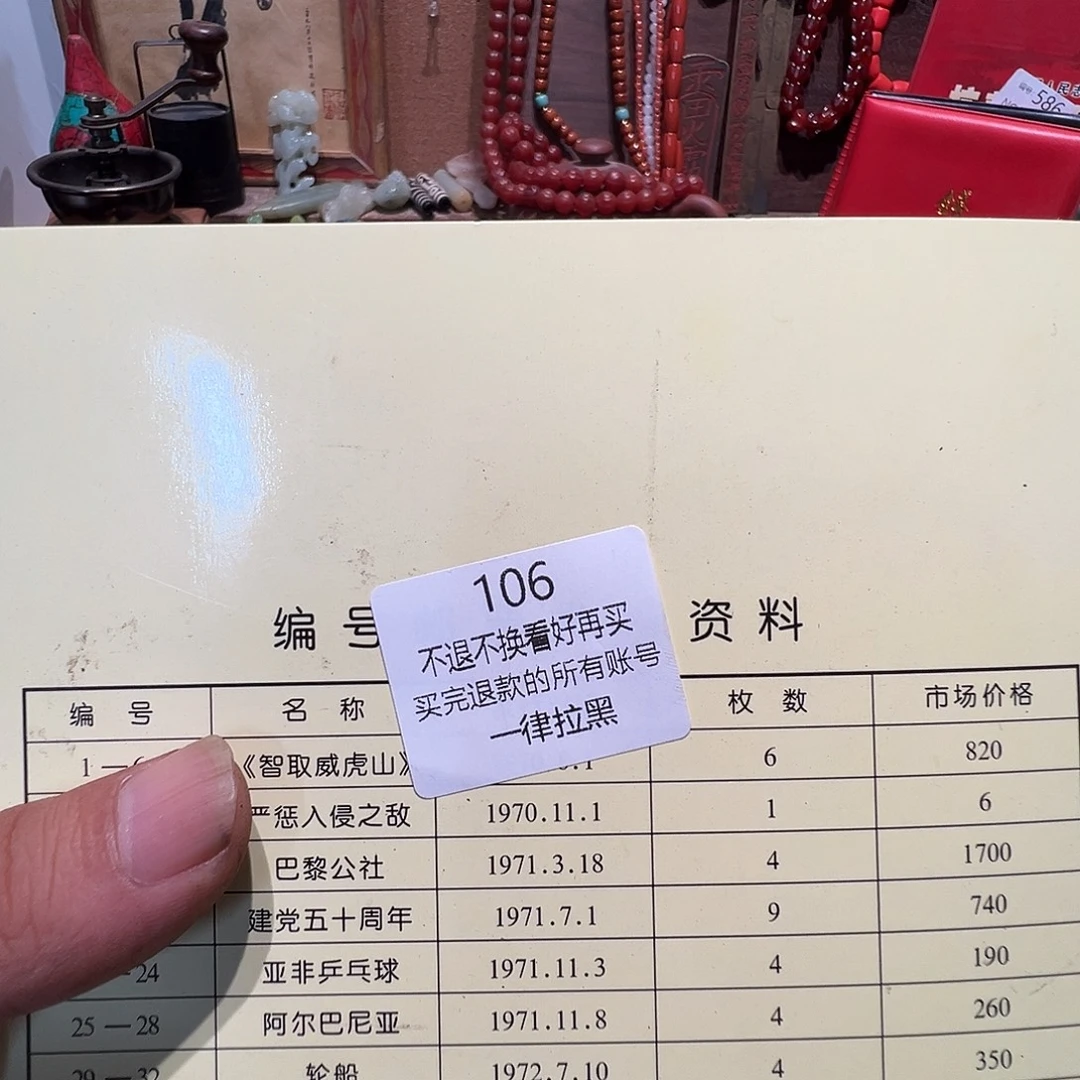 586
106
不退不换看好再买
买完退款的所有账号
一律拉黑
编号 资料
编号 名称 枚数 市场价格
《智取威虎山》 6 820
严惩入侵之敌 1970.11.1 1 6
巴黎公社 1971.3.18 4 1700
建党五十周年 1971.7.1 9 740
24 亚非乒乓球 1971.11.3 4 190
25—28 阿尔巴尼亚 1971.11.8 4 260
29—32 轮船 1972.7.10 4 350